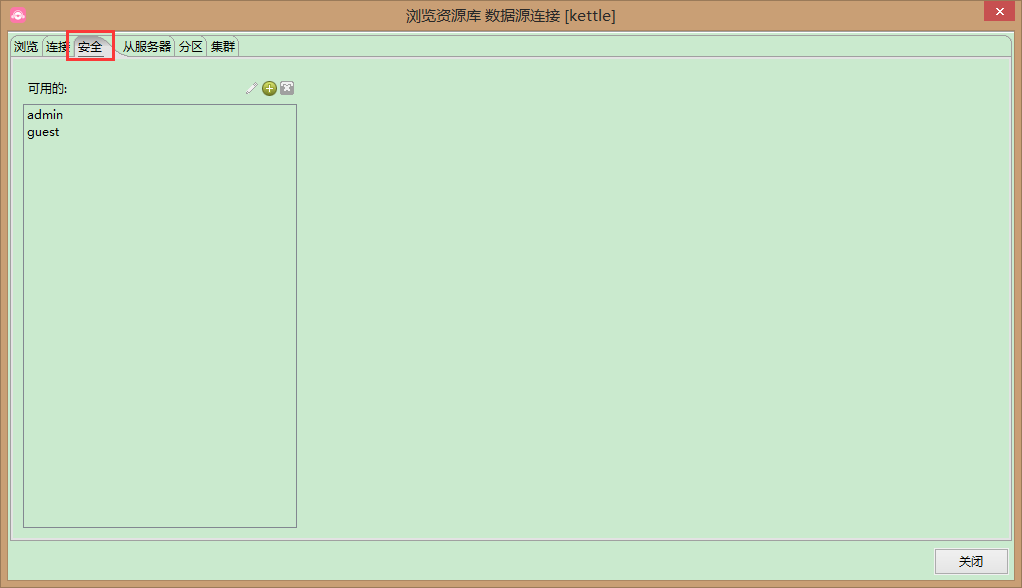 浏览资源库 数据源连接 [kettle]
浏览 连接 安全 从服务器 分区 集群
可用的:
admin
guest
关闭